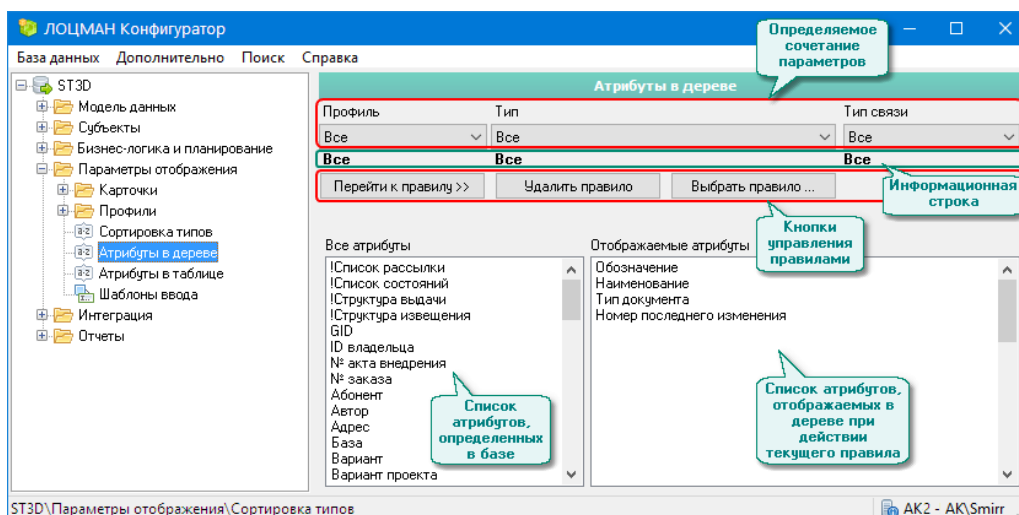 ЛОЦМАН Конфигуратор
База данных Дополнительно Поиск Справка
ST3D
Модель данных
Субъекты
Бизнес-логика и планирование
Параметры отображения
Карточки
Профили
Сортировка типов
Атрибуты в дереве
Атрибуты в таблице
Шаблоны ввода
Интеграция
Отчеты
Атрибуты в дереве
Определяемое
сочетание
параметров
Профиль Тип Тип связи
Все Все Все
Все Все Все
Перейти к правилу >> Удалить правило Выбрать правило ...
Информационная
строка
Кнопки
управления
правилами
Все атрибуты
!Список рассылки
!Список состояний
!Структура выдачи
!Структура извещения
GID
ID владельца
№ акта внедрения
№ заказа
Абонент
Автор
Адрес
База
Вариант
Вариант проекта
Список
атрибутов,
определенных
в базе
Отображаемые атрибуты
Обозначение
Наименование
Тип документа
Номер последнего изменения
Список атрибутов,
отображаемых в
дереве при
действии
текущего правила
ST3D\Параметры отображения\Сортировка типов
AK2 - AK\Smirr